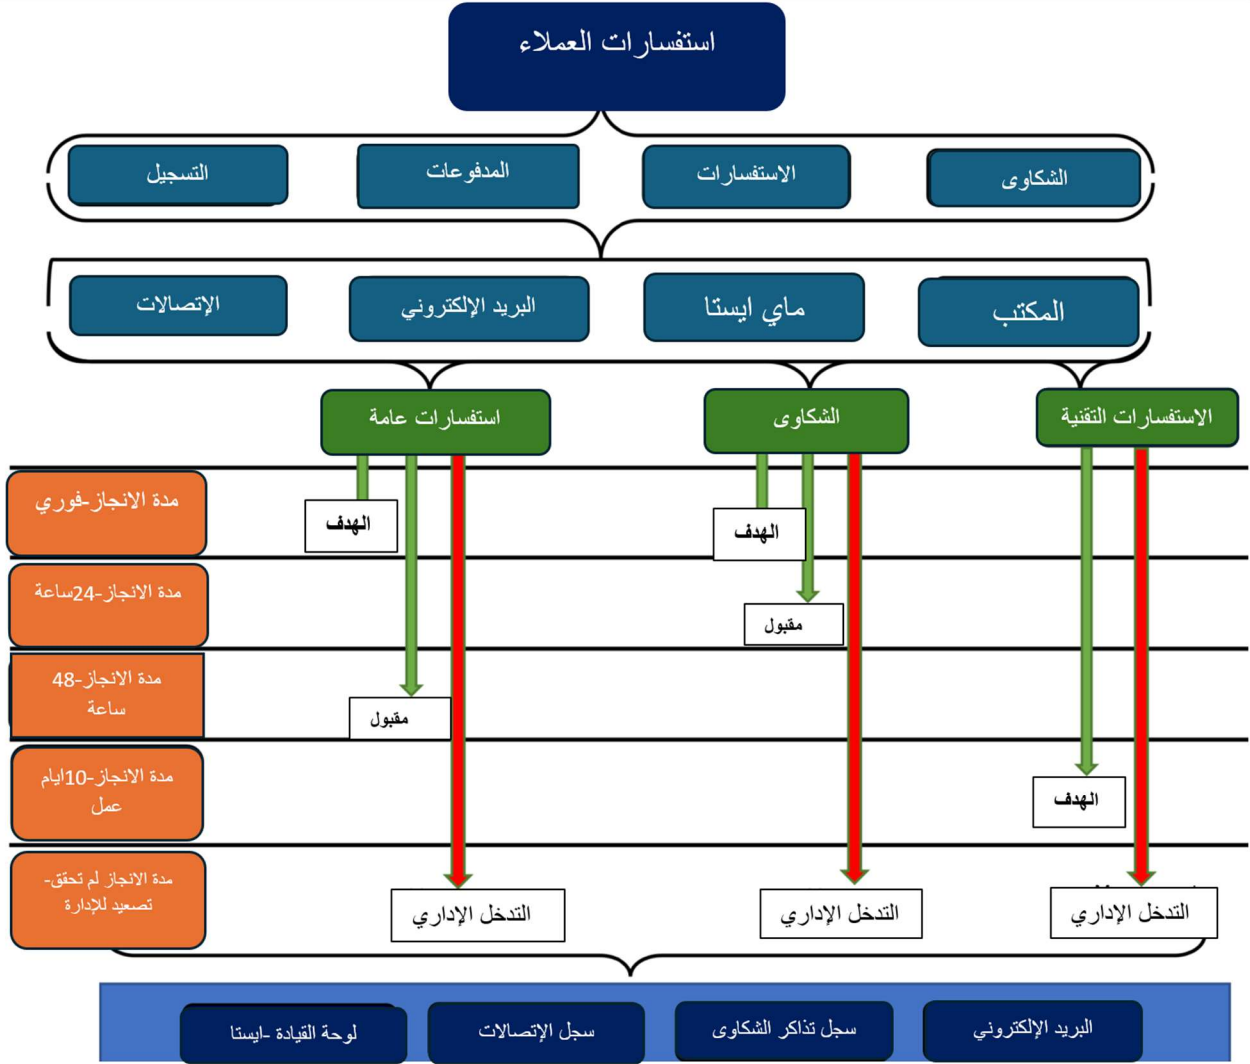 استفسارات العملاء
الشكاوى
الاستفسارات
المدفوعات
التسجيل
المكتب
ماي ايستا
البريد الإلكتروني
الإتصالات
الاستفسارات التقنية
الشكاوى
استفسارات عامة
مدة الانجاز-فوري
الهدف
الهدف
مدة الانجاز-24ساعة
مقبول
مدة الانجاز-48
ساعة
مقبول
مدة الانجاز-10ايام
عمل
الهدف
مدة الانجاز لم تحقق-
تصعيد للإدارة
التدخل الإداري
التدخل الإداري
التدخل الإداري
البريد الإلكتروني
سجل تذاكر الشكاوى
سجل الإتصالات
لوحة القيادة -ايستا